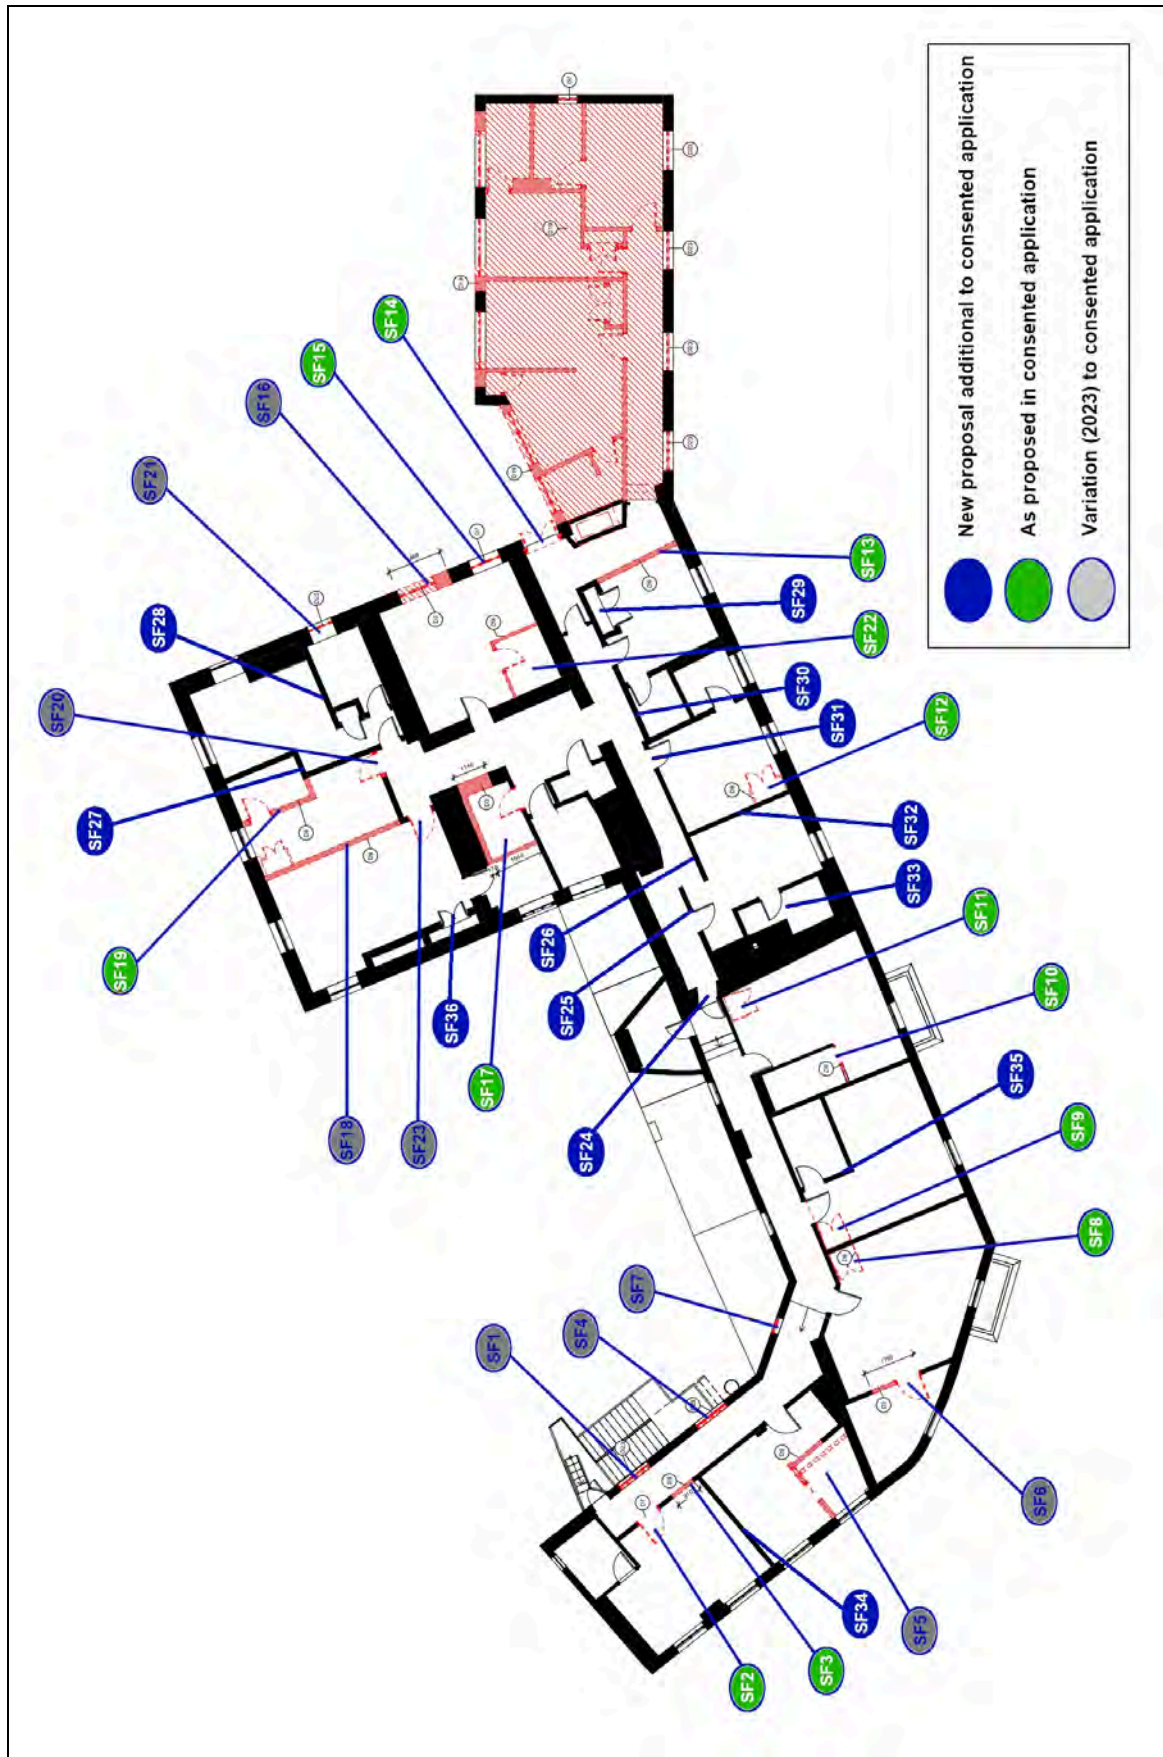 New proposal additional to consented application
As proposed in consented application
Variation (2023) to consented application
SF14
SF15
SF16
SF21
SF28
SF20
SF27
SF19
SF18
SF23
SF36
SF17
SF13
SF29
SF22
SF30
SF31
SF12
SF32
SF33
SF26
SF25
SF24
SF11
SF10
SF35
SF9
SF8
SF7
SF4
SF1
SF6
SF5
SF34
SF3
SF2